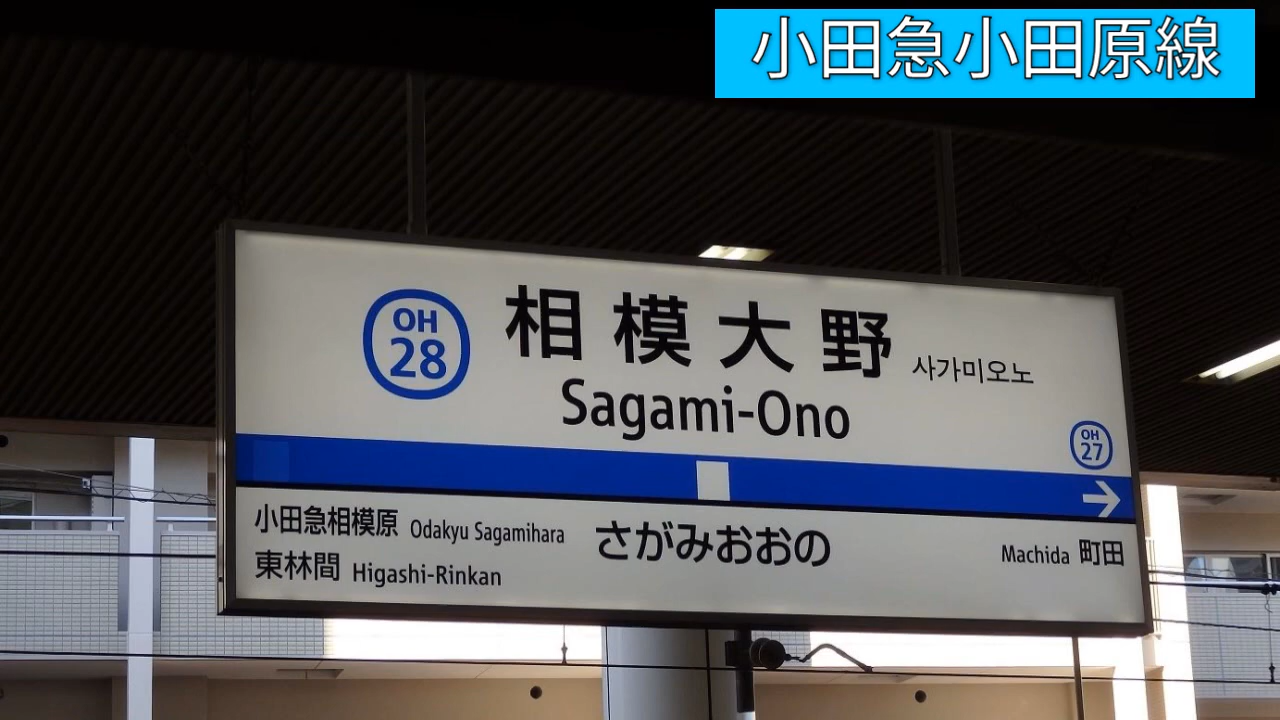 小田急小田原線
OH
28
相模大野 사가미오노
Sagami-Ono
OH
27
小田急相模原 Odakyu Sagamihara
東林間 Higashi-Rinkan
さがみおおの
Machida 町田